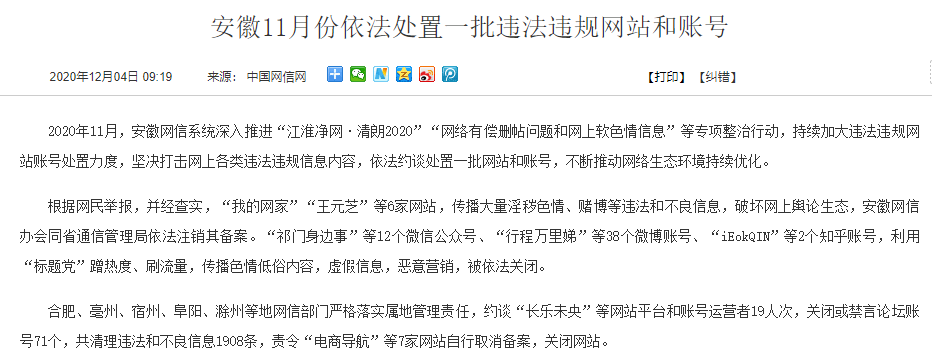 安徽11月份依法处置一批违法违规网站和账号
2020年12月04日 09:19 来源： 中国网信网 【打印】【纠错】
2020年11月，安徽网信系统深入推进“江淮净网·清朗2020”“网络有偿删帖问题和网上软色情信息”等专项整治行动，持续加大违法违规网
站账号处置力度，坚决打击网上各类违法违规信息内容，依法约谈处置一批网站和账号，不断推动网络生态环境持续优化。
根据网民举报，并经查实，“我的网家”“王元芝”等6家网站，传播大量淫秽色情、赌博等违法和不良信息，破坏网上舆论生态，安徽网信
办会同省通信管理局依法注销其备案。“祁门身边事”等12个微信公众号、“行程万里娣”等38个微博账号、“iEokQIN”等2个知乎账号，利用
“标题党”蹭热度、刷流量，传播色情低俗内容，虚假信息，恶意营销，被依法关闭。
合肥、亳州、宿州、阜阳、滁州等地网信部门严格落实属地管理责任，约谈“长乐未央”等网站平台和账号运营者19人次，关闭或禁言论坛账
号71个，共清理违法和不良信息1908条，责令“电商导航”等7家网站自行取消备案，关闭网站。